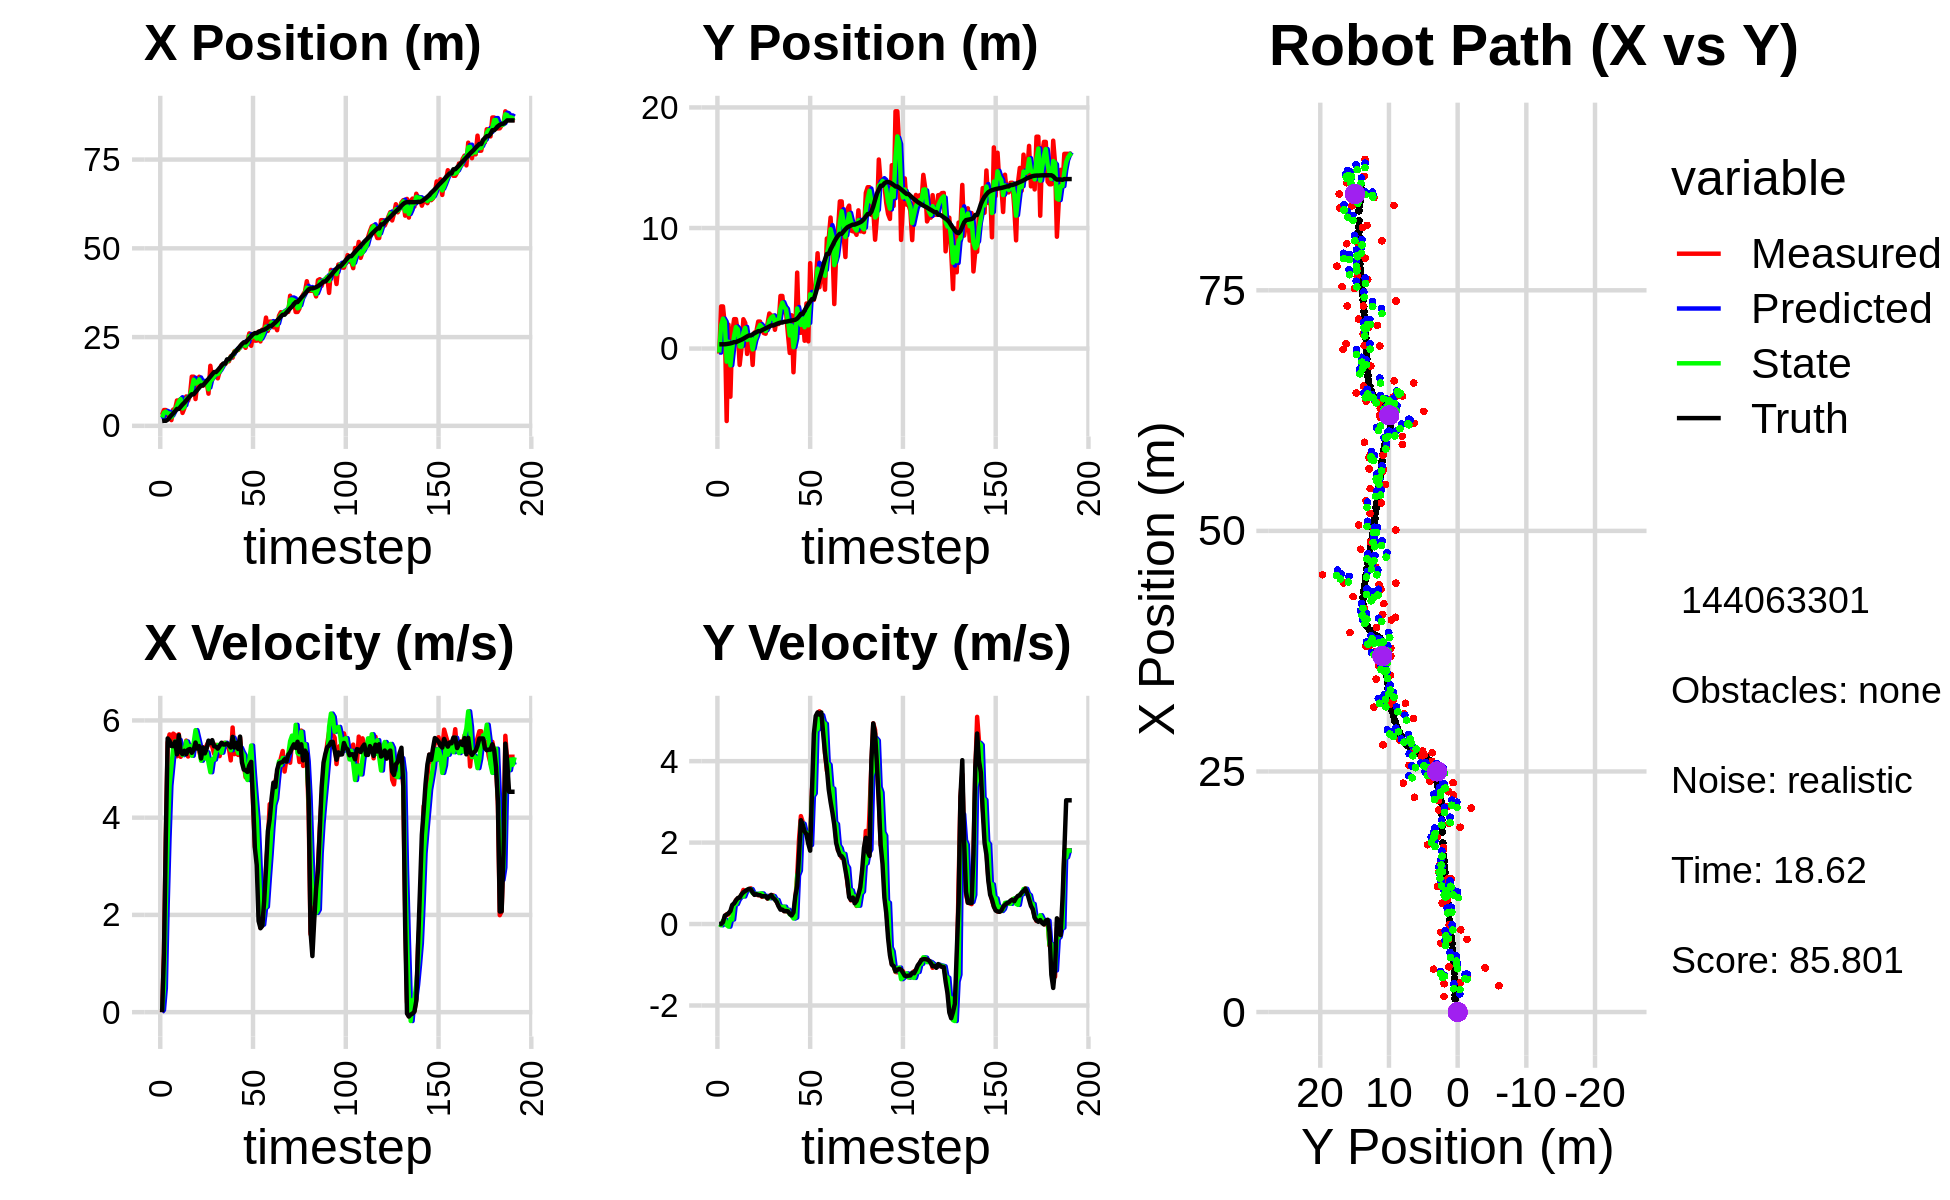 X Position (m)
75
50
25
0
0 50 100 150 200
timestep
Y Position (m)
20
10
0
0 50 100 150 200
timestep
X Velocity (m/s)
6
4
2
0
0 50 100 150 200
timestep
Y Velocity (m/s)
4
2
0
-2
0 50 100 150 200
timestep
Robot Path (X vs Y)
X Position (m)
75
50
25
0
20 10 0 -10 -20
Y Position (m)
variable
Measured
Predicted
State
Truth
144063301
Obstacles: none
Noise: realistic
Time: 18.62
Score: 85.801